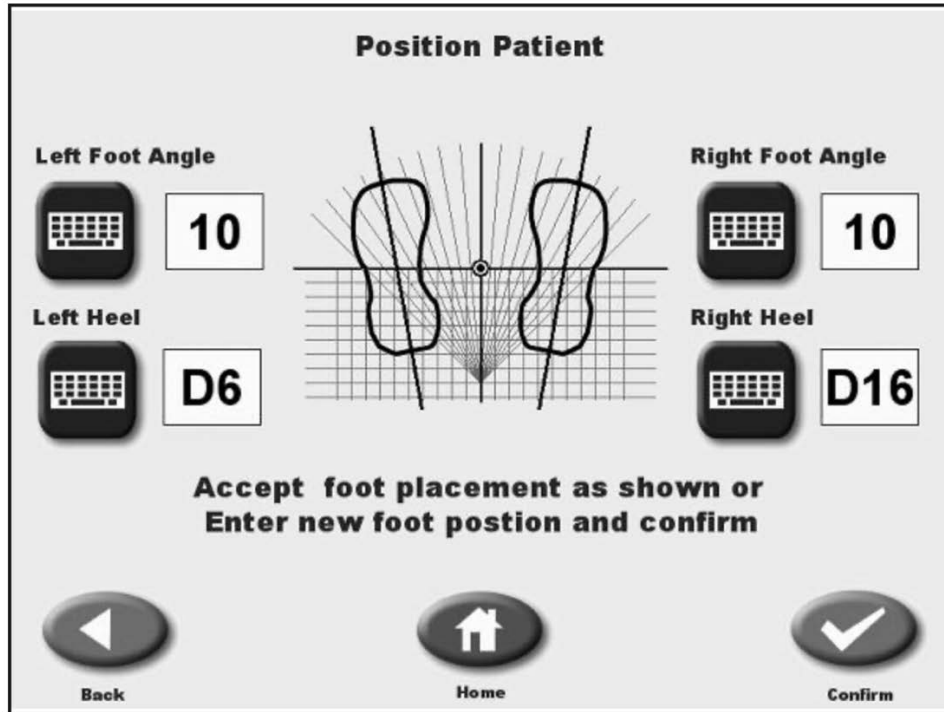 Position Patient
Left Foot Angle
Right Foot Angle
10
10
Left Heel
Right Heel
D6
D16
Accept foot placement as shown or
Enter new foot postion and confirm
Back
Home
Confirm